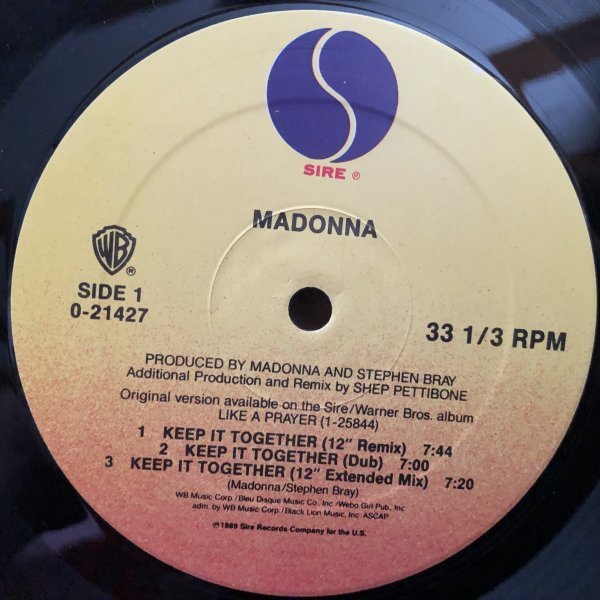 SIRE ®
MADONNA
WB ®
SIDE 1
0-21427
33 1/3 RPM
PRODUCED BY MADONNA AND STEPHEN BRAY
Additional Production and Remix by SHEP PETTIBONE
Original version available on the Sire/Warner Bros. album
LIKE A PRAYER (1-25844)
1 KEEP IT TOGETHER (12" Remix) 7:44
2 KEEP IT TOGETHER (Dub) 7:00
3 KEEP IT TOGETHER (12" Extended Mix) 7:20
(Madonna/Stephen Bray)
WB Music Corp./Bleu Disque Music Co., Inc./Webo Girl Pub., Inc.
adm. by WB Music Corp./Black Lion Music, Inc. ASCAP
℗1989 Sire Records Company for the U.S.